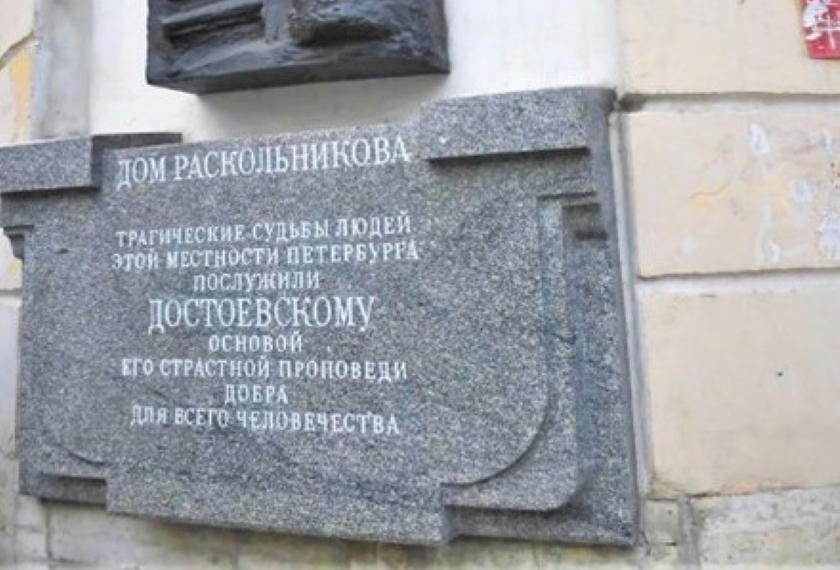 ДОМ РАСКОЛЬНИКОВА
ТРАГИЧЕСКИЕ СУДЬБЫ ЛЮДЕЙ
ЭТОЙ МЕСТНОСТИ ПЕТЕРБУРГА
ПОСЛУЖИЛИ
ДОСТОЕВСКОМУ
ОСНОВОЙ
ЕГО СТРАСТНОЙ ПРОПОВЕДИ
ДОБРА
ДЛЯ ВСЕГО ЧЕЛОВЕЧЕСТВА